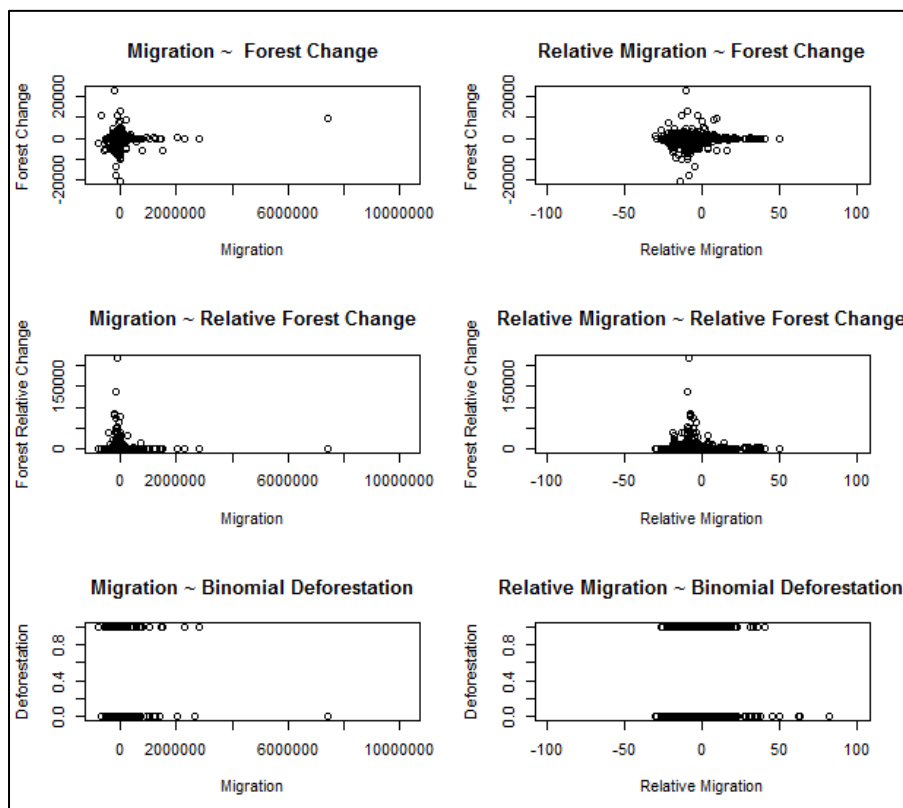 Migration ~ Forest Change
Forest Change
20000
0
-20000
0 2000000 6000000 10000000
Migration
Relative Migration ~ Forest Change
Forest Change
20000
0
-20000
-100 -50 0 50 100
Relative Migration
Migration ~ Relative Forest Change
Forest Relative Change
150000
0
0 2000000 6000000 10000000
Migration
Relative Migration ~ Relative Forest Change
Forest Relative Change
150000
0
-100 -50 0 50 100
Relative Migration
Migration ~ Binomial Deforestation
Deforestation
0.8
0.4
0.0
0 2000000 6000000 10000000
Migration
Relative Migration ~ Binomial Deforestation
Deforestation
0.8
0.4
0.0
-100 -50 0 50 100
Relative Migration